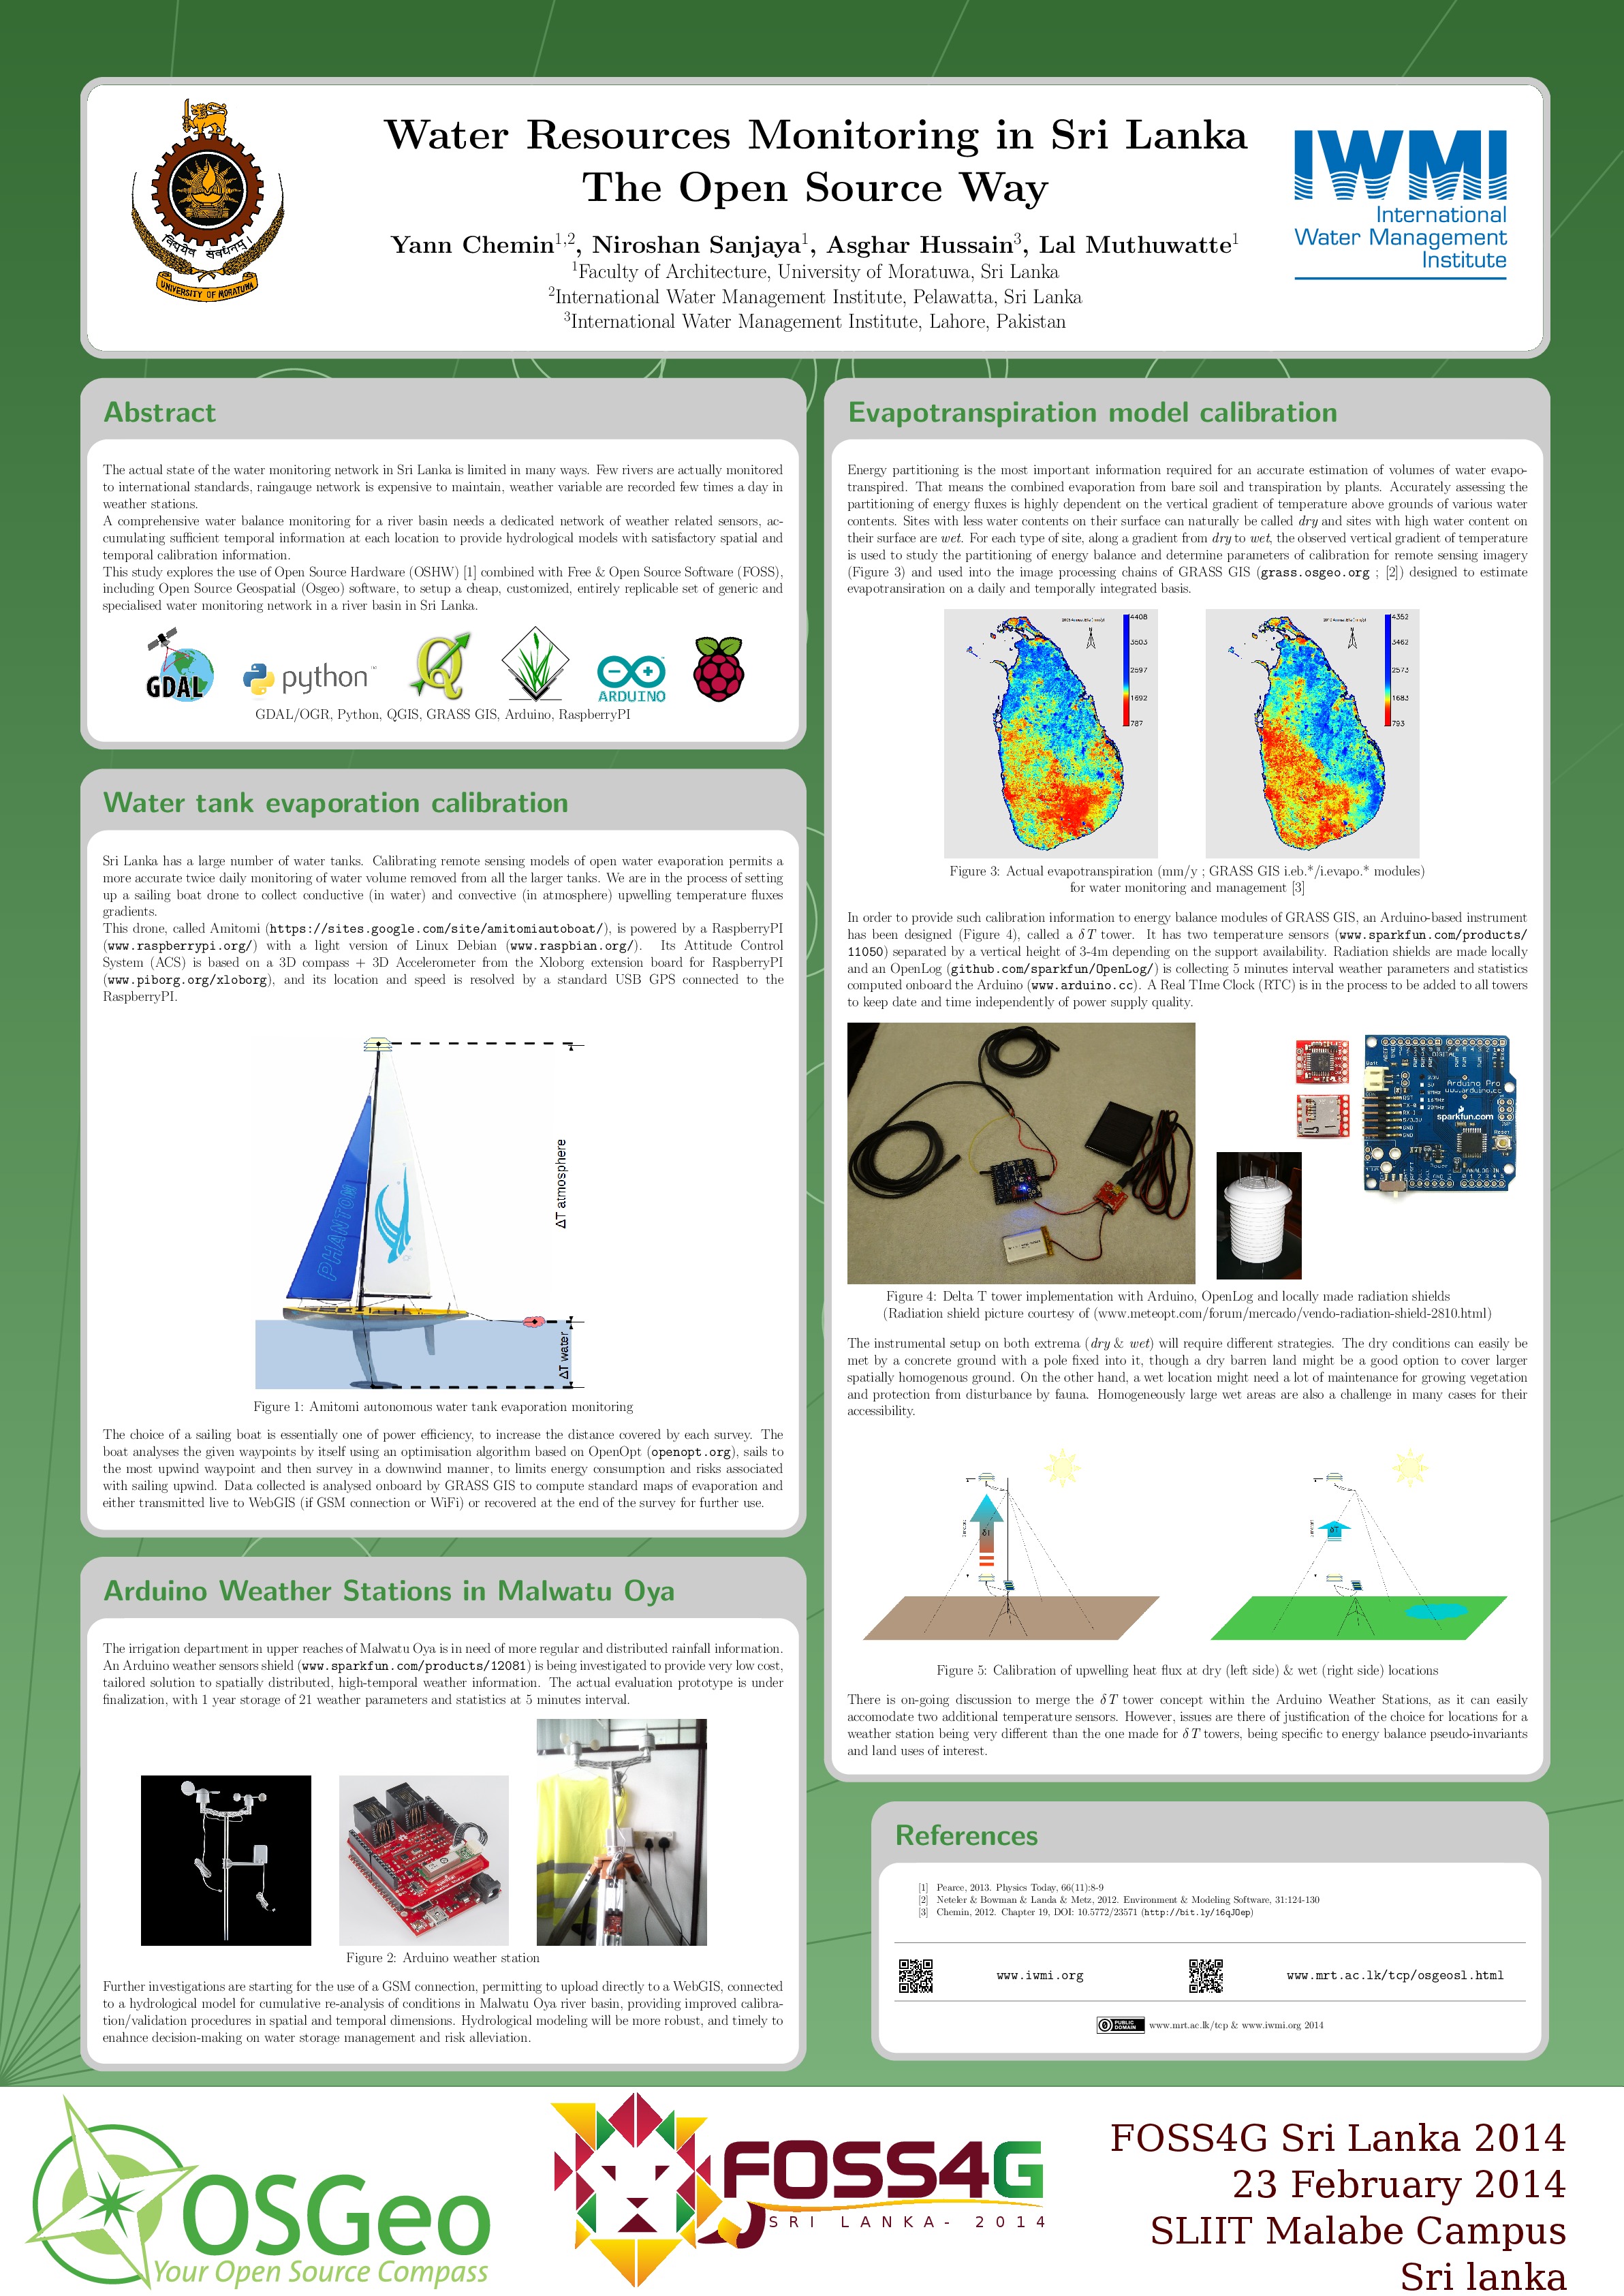 Water Resources Monitoring in Sri Lanka
The Open Source Way
Yann Chemin1,2, Niroshan Sanjaya1, Asghar Hussain3, Lal Muthuwatte1
1Faculty of Architecture, University of Moratuwa, Sri Lanka
2International Water Management Institute, Pelawatta, Sri Lanka
3International Water Management Institute, Lahore, Pakistan
UNIVERSITY OF MORATUWA
IWMI
International
Water Management
Institute
Abstract
The actual state of the water monitoring network in Sri Lanka is limited in many ways. Few rivers are actually monitored
to international standards, raingauge network is expensive to maintain, weather variable are recorded few times a day in
weather stations.
A comprehensive water balance monitoring for a river basin needs a dedicated network of weather related sensors, ac-
cumulating sufficient temporal information at each location to provide hydrological models with satisfactory spatial and
temporal calibration information.
This study explores the use of Open Source Hardware (OSHW) [1] combined with Free & Open Source Software (FOSS),
including Open Source Geospatial (Osgeo) software, to setup a cheap, customized, entirely replicable set of generic and
specialised water monitoring network in a river basin in Sri Lanka.
GDAL
python
ARDUINO
GDAL/OGR, Python, QGIS, GRASS GIS, Arduino, RaspberryPI
Water tank evaporation calibration
Sri Lanka has a large number of water tanks. Calibrating remote sensing models of open water evaporation permits a
more accurate twice daily monitoring of water volume removed from all the larger tanks. We are in the process of setting
up a sailing boat drone to collect conductive (in water) and convective (in atmosphere) upwelling temperature fluxes
gradients.
This drone, called Amitomi (https://sites.google.com/site/amitomiautoboat/), is powered by a RaspberryPI
(www.raspberrypi.org/) with a light version of Linux Debian (www.raspbian.org/). Its Attitude Control
System (ACS) is based on a 3D compass + 3D Accelerometer from the Xloborg extension board for RaspberryPI
(www.piborg.org/xloborg), and its location and speed is resolved by a standard USB GPS connected to the
RaspberryPI.
PHANTOM
ΔT atmosphere
ΔT water
Figure 1: Amitomi autonomous water tank evaporation monitoring
The choice of a sailing boat is essentially one of power efficiency, to increase the distance covered by each survey. The
boat analyses the given waypoints by itself using an optimisation algorithm based on OpenOpt (openopt.org), sails to
the most upwind waypoint and then survey in a downwind manner, to limits energy consumption and risks associated
with sailing upwind. Data collected is analysed onboard by GRASS GIS to compute standard maps of evaporation and
either transmitted live to WebGIS (if GSM connection or WiFi) or recovered at the end of the survey for further use.
Arduino Weather Stations in Malwatu Oya
The irrigation department in upper reaches of Malwatu Oya is in need of more regular and distributed rainfall information.
An Arduino weather sensors shield (www.sparkfun.com/products/12081) is being investigated to provide very low cost,
tailored solution to spatially distributed, high-temporal weather information. The actual evaluation prototype is under
finalization, with 1 year storage of 21 weather parameters and statistics at 5 minutes interval.
Figure 2: Arduino weather station
Further investigations are starting for the use of a GSM connection, permitting to upload directly to a WebGIS, connected
to a hydrological model for cumulative re-analysis of conditions in Malwatu Oya river basin, providing improved calibra-
tion/validation procedures in spatial and temporal dimensions. Hydrological modeling will be more robust, and timely to
enahnce decision-making on water storage management and risk alleviation.
Evapotranspiration model calibration
Energy partitioning is the most important information required for an accurate estimation of volumes of water evapo-
transpired. That means the combined evaporation from bare soil and transpiration by plants. Accurately assessing the
partitioning of energy fluxes is highly dependent on the vertical gradient of temperature above grounds of various water
contents. Sites with less water contents on their surface can naturally be called dry and sites with high water content on
their surface are wet. For each type of site, along a gradient from dry to wet, the observed vertical gradient of temperature
is used to study the partitioning of energy balance and determine parameters of calibration for remote sensing imagery
(Figure 3) and used into the image processing chains of GRASS GIS (grass.osgeo.org ; [2]) designed to estimate
evapotransiration on a daily and temporally integrated basis.
4408
3503
2597
1692
787
4352
3462
2573
1683
793
Figure 3: Actual evapotranspiration (mm/y ; GRASS GIS i.eb.*/i.evapo.* modules)
for water monitoring and management [3]
In order to provide such calibration information to energy balance modules of GRASS GIS, an Arduino-based instrument
has been designed (Figure 4), called a δT tower. It has two temperature sensors (www.sparkfun.com/products/
11050) separated by a vertical height of 3-4m depending on the support availability. Radiation shields are made locally
and an OpenLog (github.com/sparkfun/OpenLog/) is collecting 5 minutes interval weather parameters and statistics
computed onboard the Arduino (www.arduino.cc). A Real TIme Clock (RTC) is in the process to be added to all towers
to keep date and time independently of power supply quality.
Arduino Pro
sparkfun.com
Figure 4: Delta T tower implementation with Arduino, OpenLog and locally made radiation shields
(Radiation shield picture courtesy of (www.meteopt.com/forum/mercado/vendo-radiation-shield-2810.html)
The instrumental setup on both extrema (dry & wet) will require different strategies. The dry conditions can easily be
met by a concrete ground with a pole fixed into it, though a dry barren land might be a good option to cover larger
spatially homogenous ground. On the other hand, a wet location might need a lot of maintenance for growing vegetation
and protection from disturbance by fauna. Homogeneously large wet areas are also a challenge in many cases for their
accessibility.
δT
δT
Figure 5: Calibration of upwelling heat flux at dry (left side) & wet (right side) locations
There is on-going discussion to merge the δT tower concept within the Arduino Weather Stations, as it can easily
accomodate two additional temperature sensors. However, issues are there of justification of the choice for locations for a
weather station being very different than the one made for δT towers, being specific to energy balance pseudo-invariants
and land uses of interest.
References
[1] Pearce, 2013. Physics Today, 66(11):8-9
[2] Neteler & Bowman & Landa & Metz, 2012. Environment & Modeling Software, 31:124-130
[3] Chemin, 2012. Chapter 19, DOI: 10.5772/23571 (http://bit.ly/16qJ0ep)
www.iwmi.org
www.mrt.ac.lk/tcp/osgeosl.html
PUBLIC DOMAIN
www.mrt.ac.lk/tcp & www.iwmi.org 2014
OSGeo
Your Open Source Compass
FOSS4G
SRI LANKA- 2014
FOSS4G Sri Lanka 2014
23 February 2014
SLIIT Malabe Campus
Sri lanka